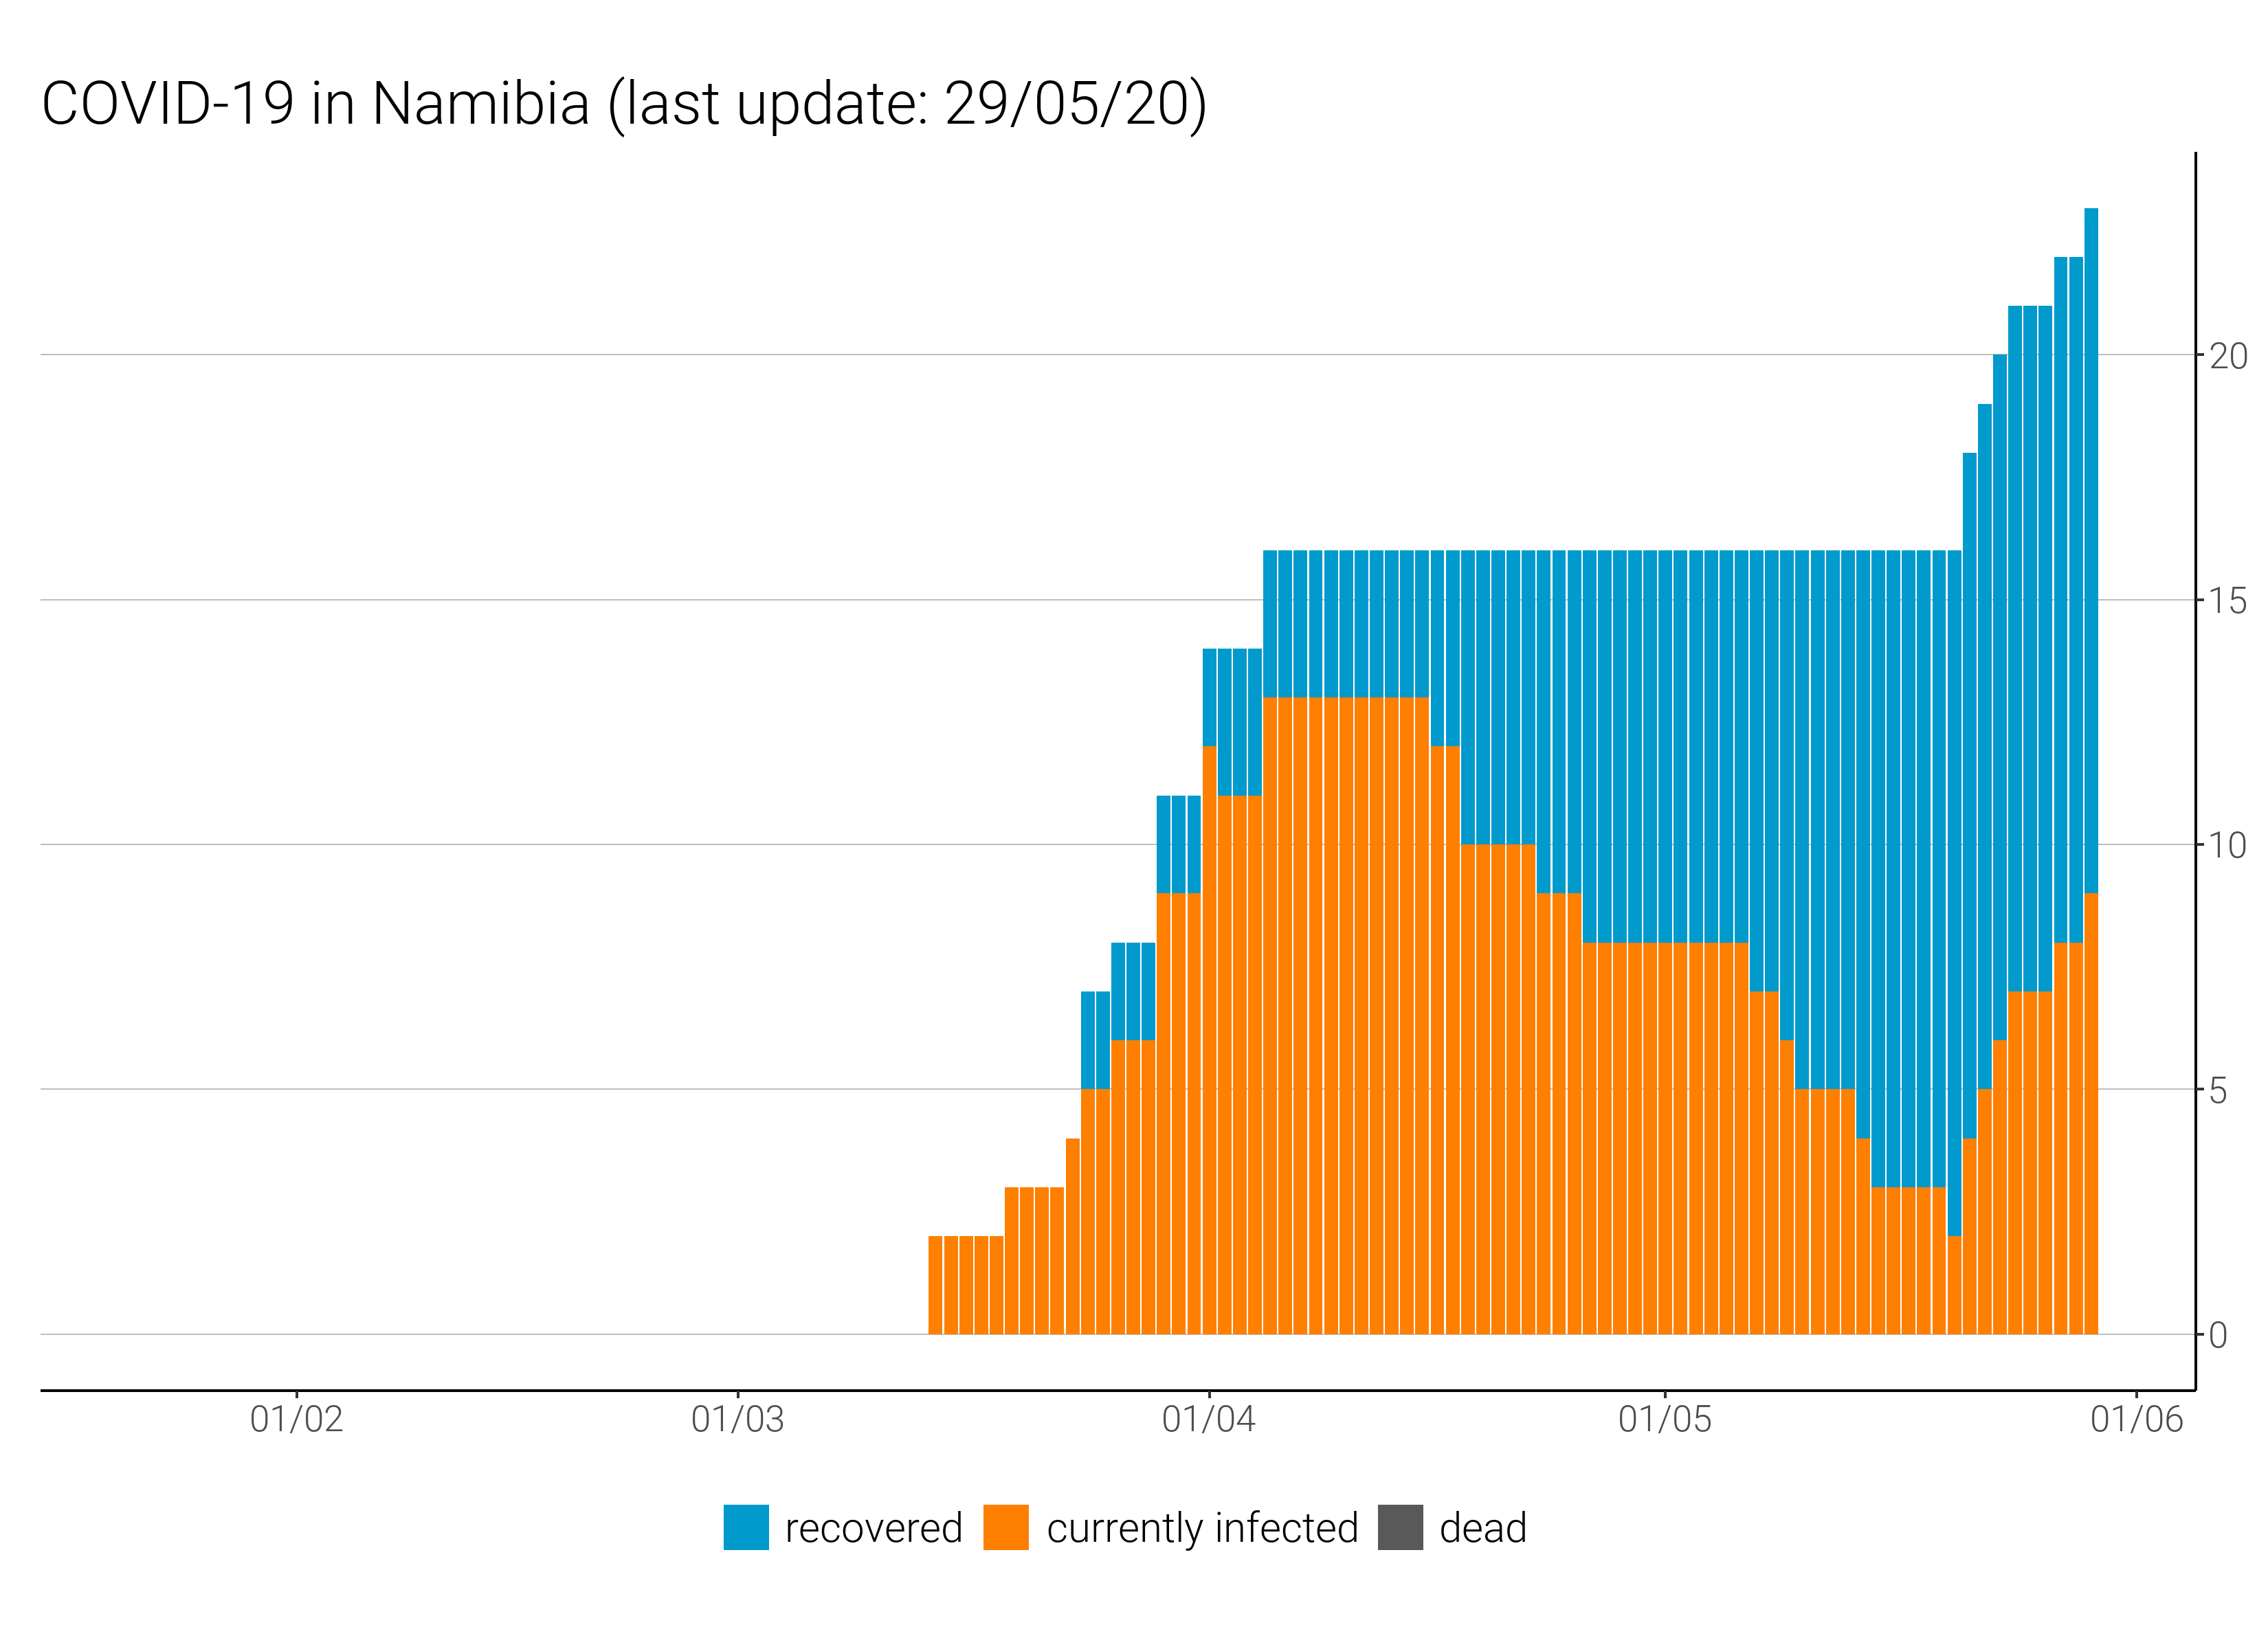 COVID-19 in Namibia (last update: 29/05/20)
20
15
10
5
0
01/02 01/03 01/04 01/05 01/06
recovered currently infected dead